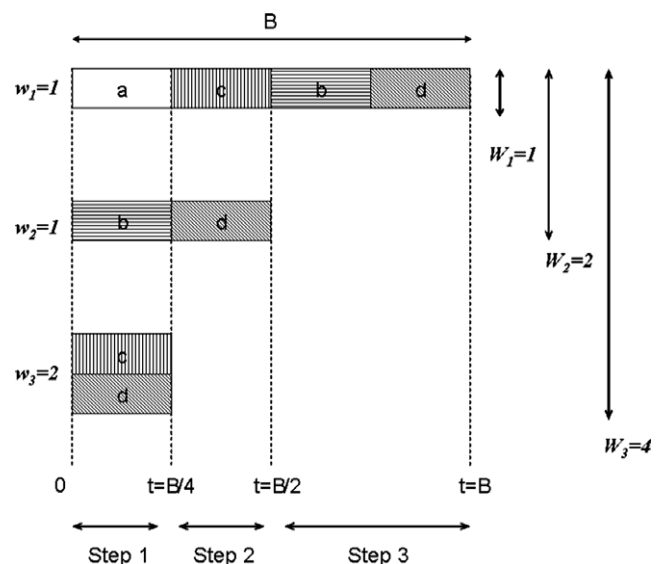 B
w₁=1 a c b d
W₁=1
w₂=1 b d
W₂=2
c
w₃=2
d
W₃=4
0 t=B/4 t=B/2 t=B
Step 1 Step 2 Step 3